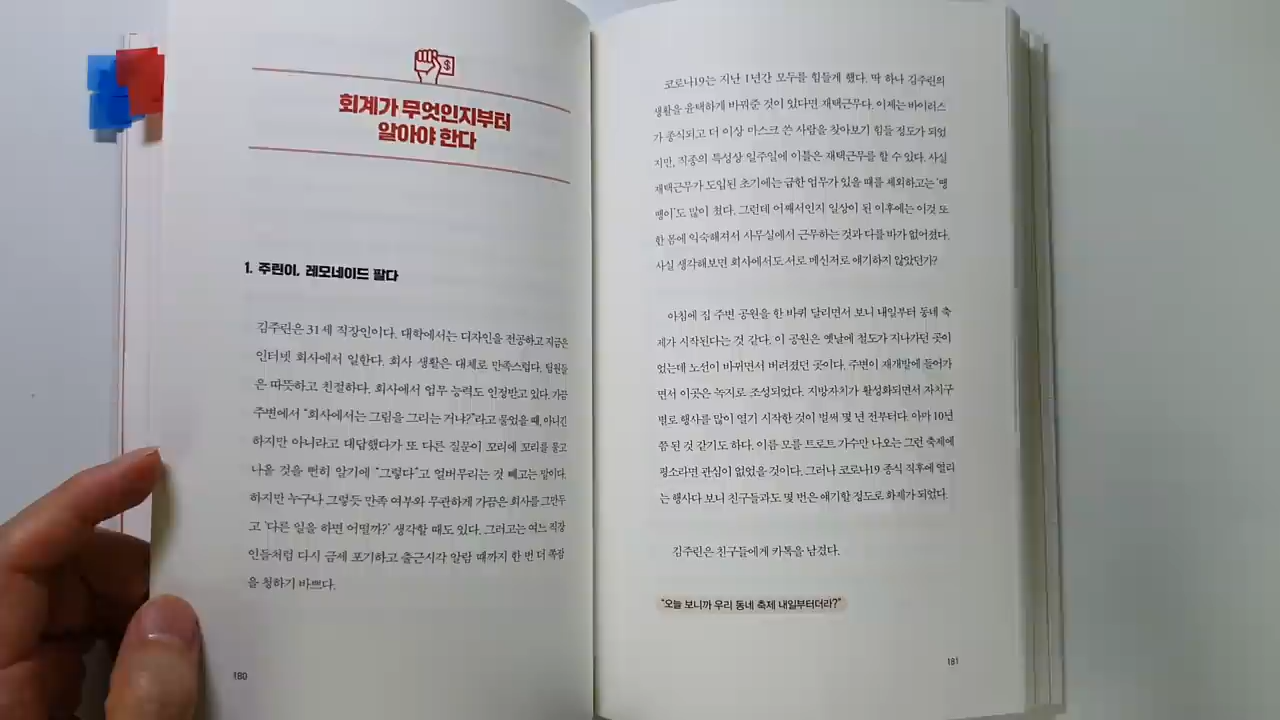 $
회계가 무엇인지부터
알아야 한다
1. 주린이, 레모네이드 팔다
김주린은 31세 직장인이다. 대학에서는 디자인을 전공하고 지금은
인터넷 회사에서 일한다. 회사 생활은 대체로 만족스럽다. 팀원들
은 따뜻하고 친절하다. 회사에서 업무 능력도 인정받고 있다. 가끔
주변에서 “회사에서는 그림을 그리는 거냐?”라고 물었을 때, 아니긴
하지만 아니라고 대답했다가 또 다른 질문이 꼬리에 꼬리를 물고
나올 것을 뻔히 알기에 “그렇다”고 얼버무리는 것 빼고는 말이다.
하지만 누구나 그렇듯 만족 여부와 무관하게 가끔은 회사를 그만두
고 ‘다른 일을 하면 어떨까?’ 생각할 때도 있다. 그러고는 여느 직장
인들처럼 다시 금세 포기하고 출근시각 알람 때까지 한 번 더 쪽잠
을 청하기 바쁘다.
180
코로나19는 지난 1년간 모두를 힘들게 했다. 딱 하나 김주린의
생활을 윤택하게 바꿔준 것이 있다면 재택근무다. 이제는 바이러스
가 종식되고 더 이상 마스크 쓴 사람을 찾아보기 힘들 정도가 되었
지만, 직종의 특성상 일주일에 이틀은 재택근무를 할 수 있다. 사실
재택근무가 도입된 초기에는 급한 업무가 있을 때를 제외하고는 ‘땡
땡이’도 많이 쳤다. 그런데 어째서인지 일상이 된 이후에는 이것 또
한 몸에 익숙해져서 사무실에서 근무하는 것과 다를 바가 없어졌다.
사실 생각해보면 회사에서도 서로 메신저로 얘기하지 않았던가?
아침에 집 주변 공원을 한 바퀴 달리면서 보니 내일부터 동네 축
제가 시작된다는 것 같다. 이 공원은 옛날에 철도가 지나가던 곳이
었는데 노선이 바뀌면서 버려졌던 곳이다. 주변이 재개발에 들어가
면서 이곳은 녹지로 조성되었다. 지방자치가 활성화되면서 자치구
별로 행사를 많이 열기 시작한 것이 벌써 몇 년 전부터다. 아마 10년
쯤 된 것 같기도 하다. 이름 모를 트로트 가수만 나오는 그런 축제에
평소라면 관심이 없었을 것이다. 그러나 코로나19 종식 직후에 열리
는 행사다 보니 친구들과도 몇 번은 얘기할 정도로 화제가 되었다.
김주린은 친구들에게 카톡을 남겼다.
“오늘 보니까 우리 동네 축제 내일부터더라?”
181